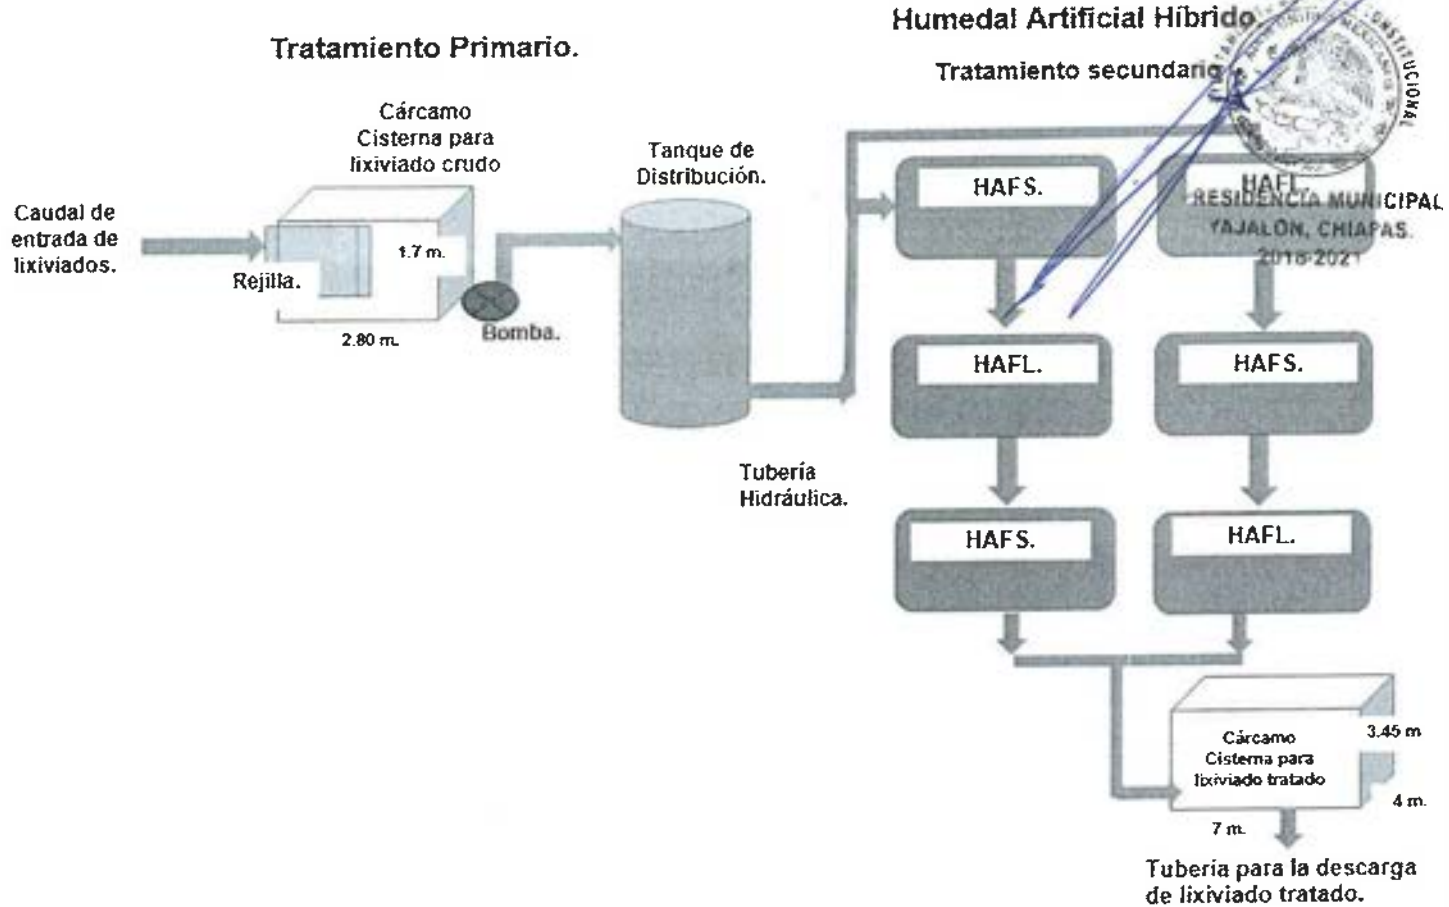 Humedal Artificial Híbrido.
Tratamiento Primario.
Tratamiento secundario
CONSTITUCIONAL
Cárcamo
Cisterna para
lixiviado crudo
Tanque de
Distribución.
Caudal de
entrada de
lixiviados.
Rejilla.
1.7 m.
2.80 m.
Bomba.
HAFS.
HAFL.
RESIDENCIA MUNICIPAL
YAJALÓN, CHIAPAS.
2018-2021
HAFL.
HAFS.
Tubería
Hidráulica.
HAFS.
HAFL.
Cárcamo
Cisterna para
lixiviado tratado
3.45 m
4 m.
7 m.
Tubería para la descarga
de lixiviado tratado.